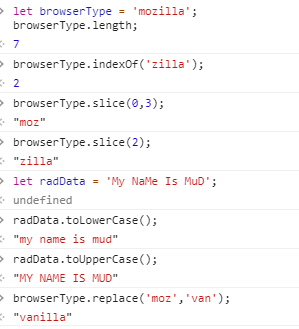 let browserType = 'mozilla';
browserType.length;
7
browserType.indexOf('zilla');
2
browserType.slice(0,3);
"moz"
browserType.slice(2);
"zilla"
let radData = 'My NaMe Is MuD';
undefined
radData.toLowerCase();
"my name is mud"
radData.toUpperCase();
"MY NAME IS MUD"
browserType.replace('moz','van');
"vanilla"